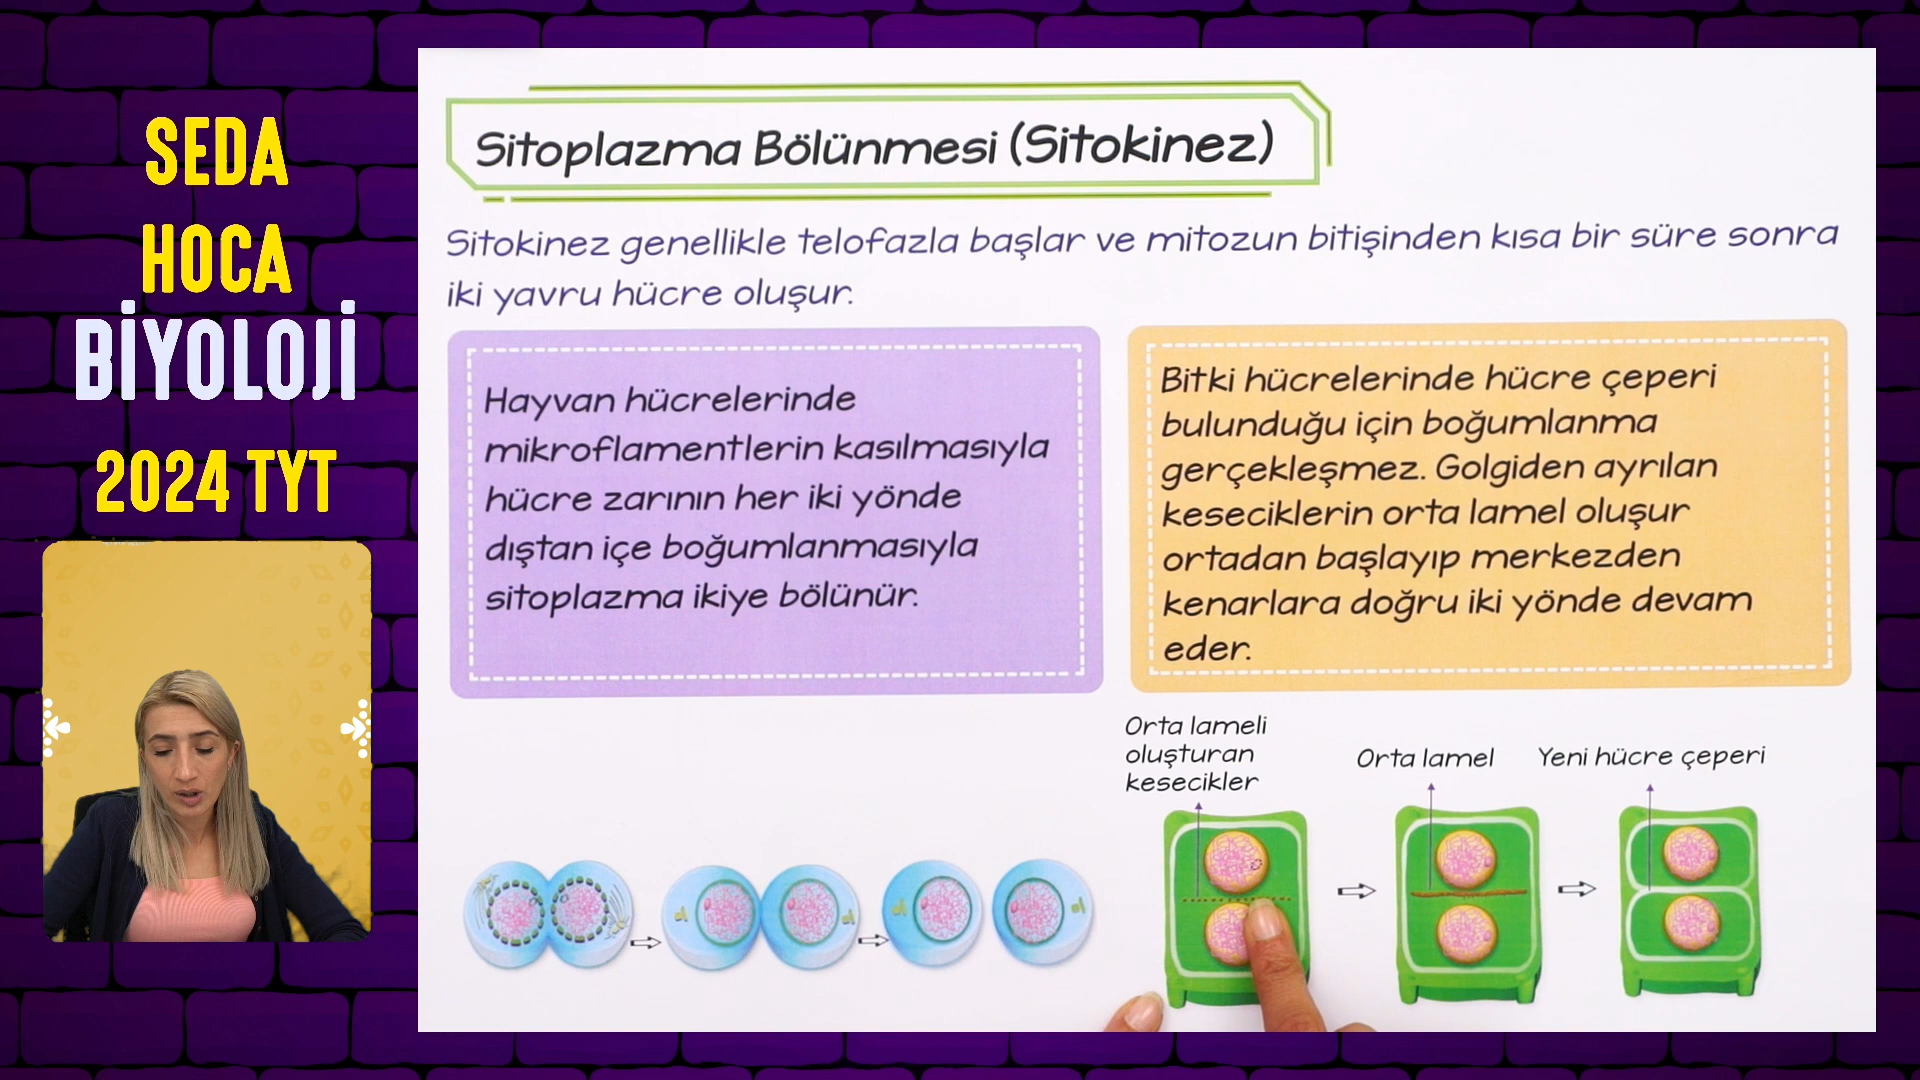 SEDA
HOCA
BİYOLOJİ
2024 TYT
Sitoplazma Bölünmesi (Sitokinez)
Sitokinez genellikle telofazla başlar ve mitozun bitişinden kısa bir süre sonra
iki yavru hücre oluşur.
Hayvan hücrelerinde
mikroflamentlerin kasılmasıyla
hücre zarının her iki yönde
dıştan içe boğumlanmasıyla
sitoplazma ikiye bölünür.
Bitki hücrelerinde hücre çeperi
bulunduğu için boğumlanma
gerçekleşmez. Golgiden ayrılan
keseciklerin orta lamel oluşur
ortadan başlayıp merkezden
kenarlara doğru iki yönde devam
eder.
Orta lameli
oluşturan
kesecikler
Orta lamel
Yeni hücre çeperi